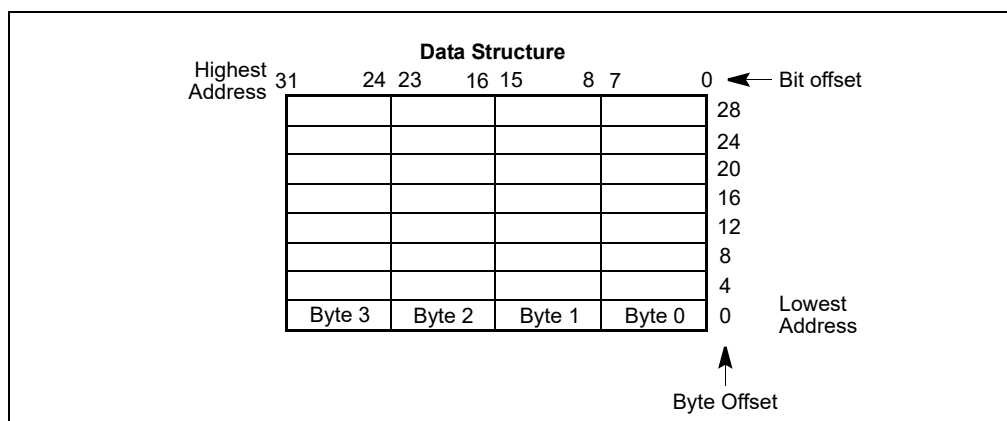 Data Structure
Highest
Address
31 24 23 16 15 8 7 0 Bit offset
28
24
20
16
12
8
4
Byte 3 Byte 2 Byte 1 Byte 0 0
Lowest
Address
Byte Offset